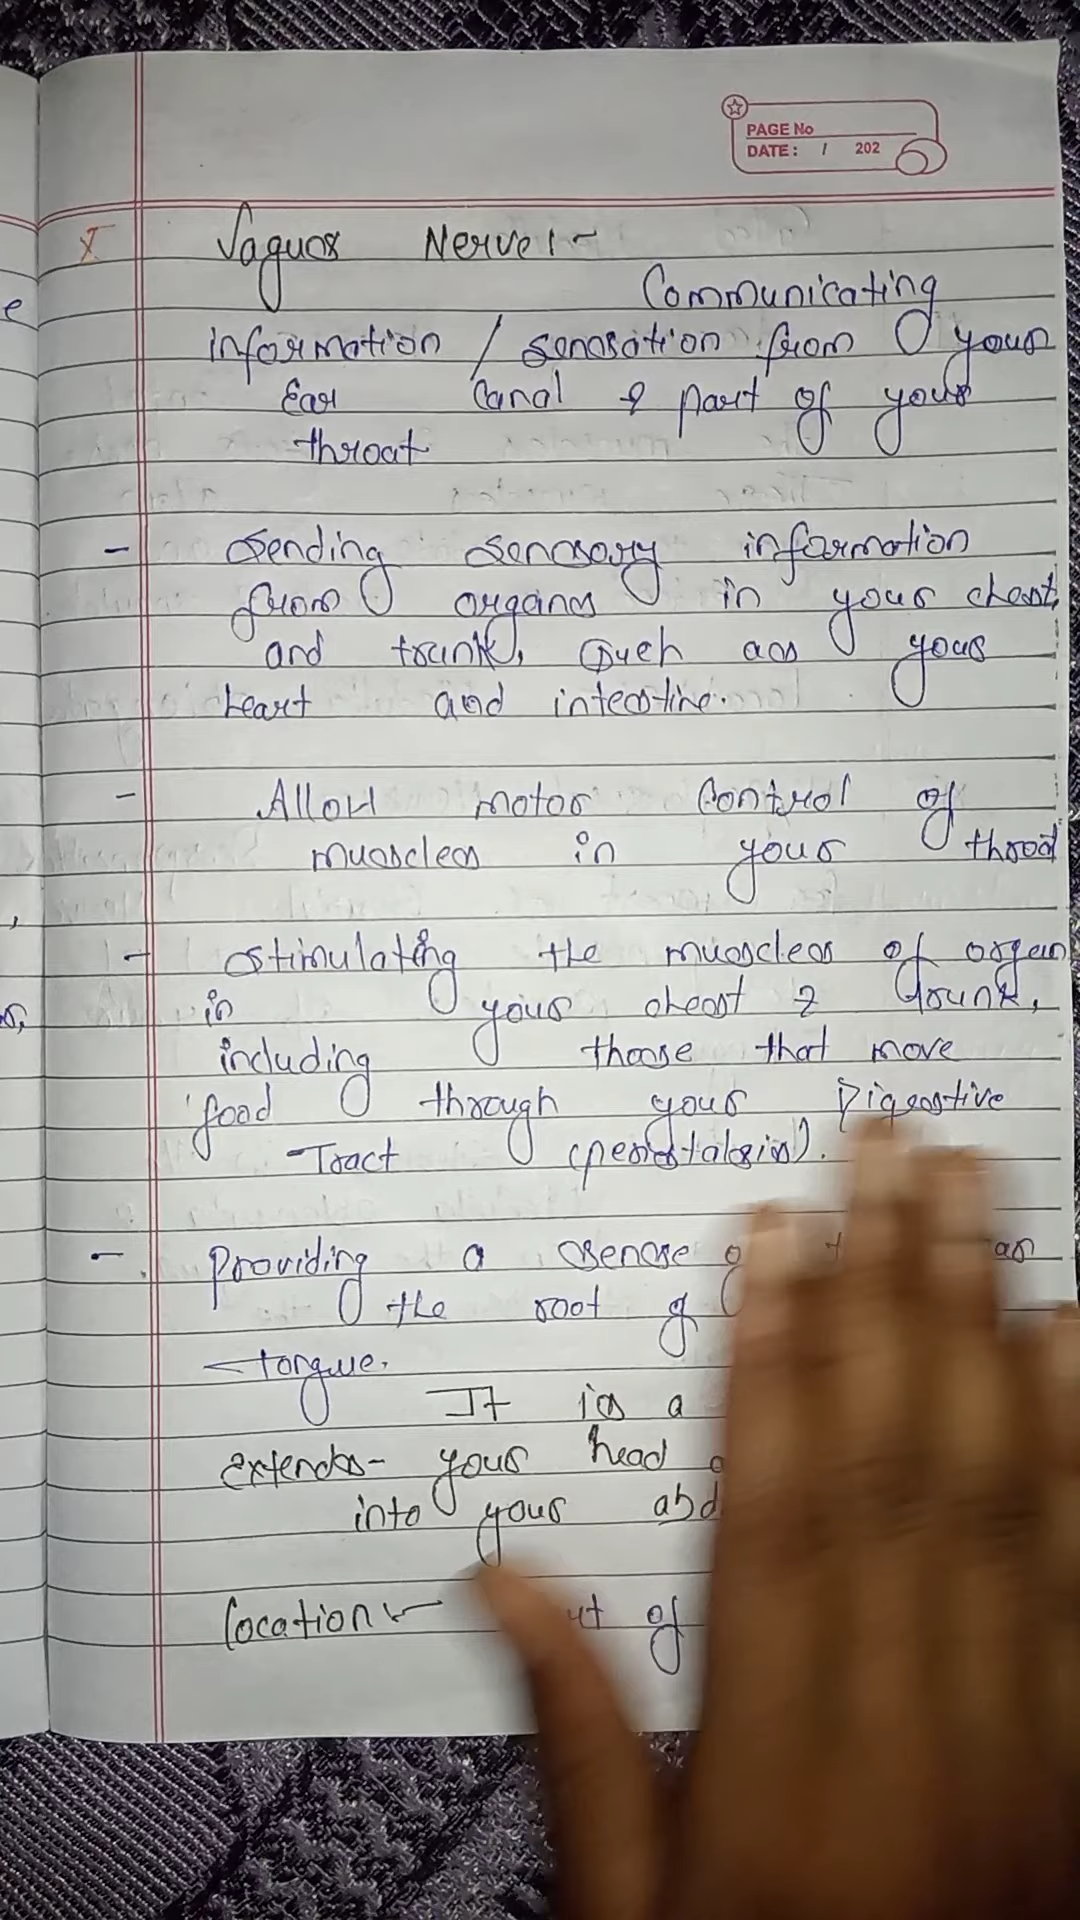 PAGE No
DATE: / 202
X Vagus Nerve :-
Communicating
information / sensation from your
Ear Canal & part of your
throat
- Sending sensory information
from organs in your chest
and trunk, such as your
heart and intestine.
- Allow motor control of
muscles in your throat
- stimulating the muscles of organ
in your chest & trunk,
including those that move
food through your Digestive
Tract (peristalsis).
- Providing a sense
the root of
tongue.
It is a
extends- your head
into your
Location :- of
e